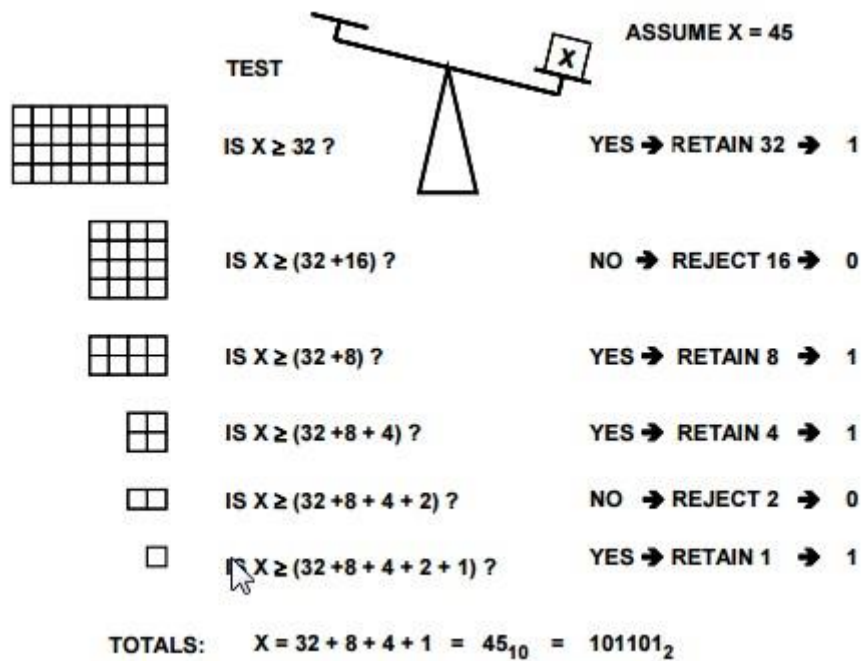 ASSUME X = 45
X
TEST
IS X ≥ 32 ? YES ➔ RETAIN 32 ➔ 1
IS X ≥ (32 +16) ? NO ➔ REJECT 16 ➔ 0
IS X ≥ (32 +8) ? YES ➔ RETAIN 8 ➔ 1
IS X ≥ (32 +8 + 4) ? YES ➔ RETAIN 4 ➔ 1
IS X ≥ (32 +8 + 4 + 2) ? NO ➔ REJECT 2 ➔ 0
IS X ≥ (32 +8 + 4 + 2 + 1) ? YES ➔ RETAIN 1 ➔ 1
TOTALS: X = 32 + 8 + 4 + 1 = 45₁₀ = 101101₂